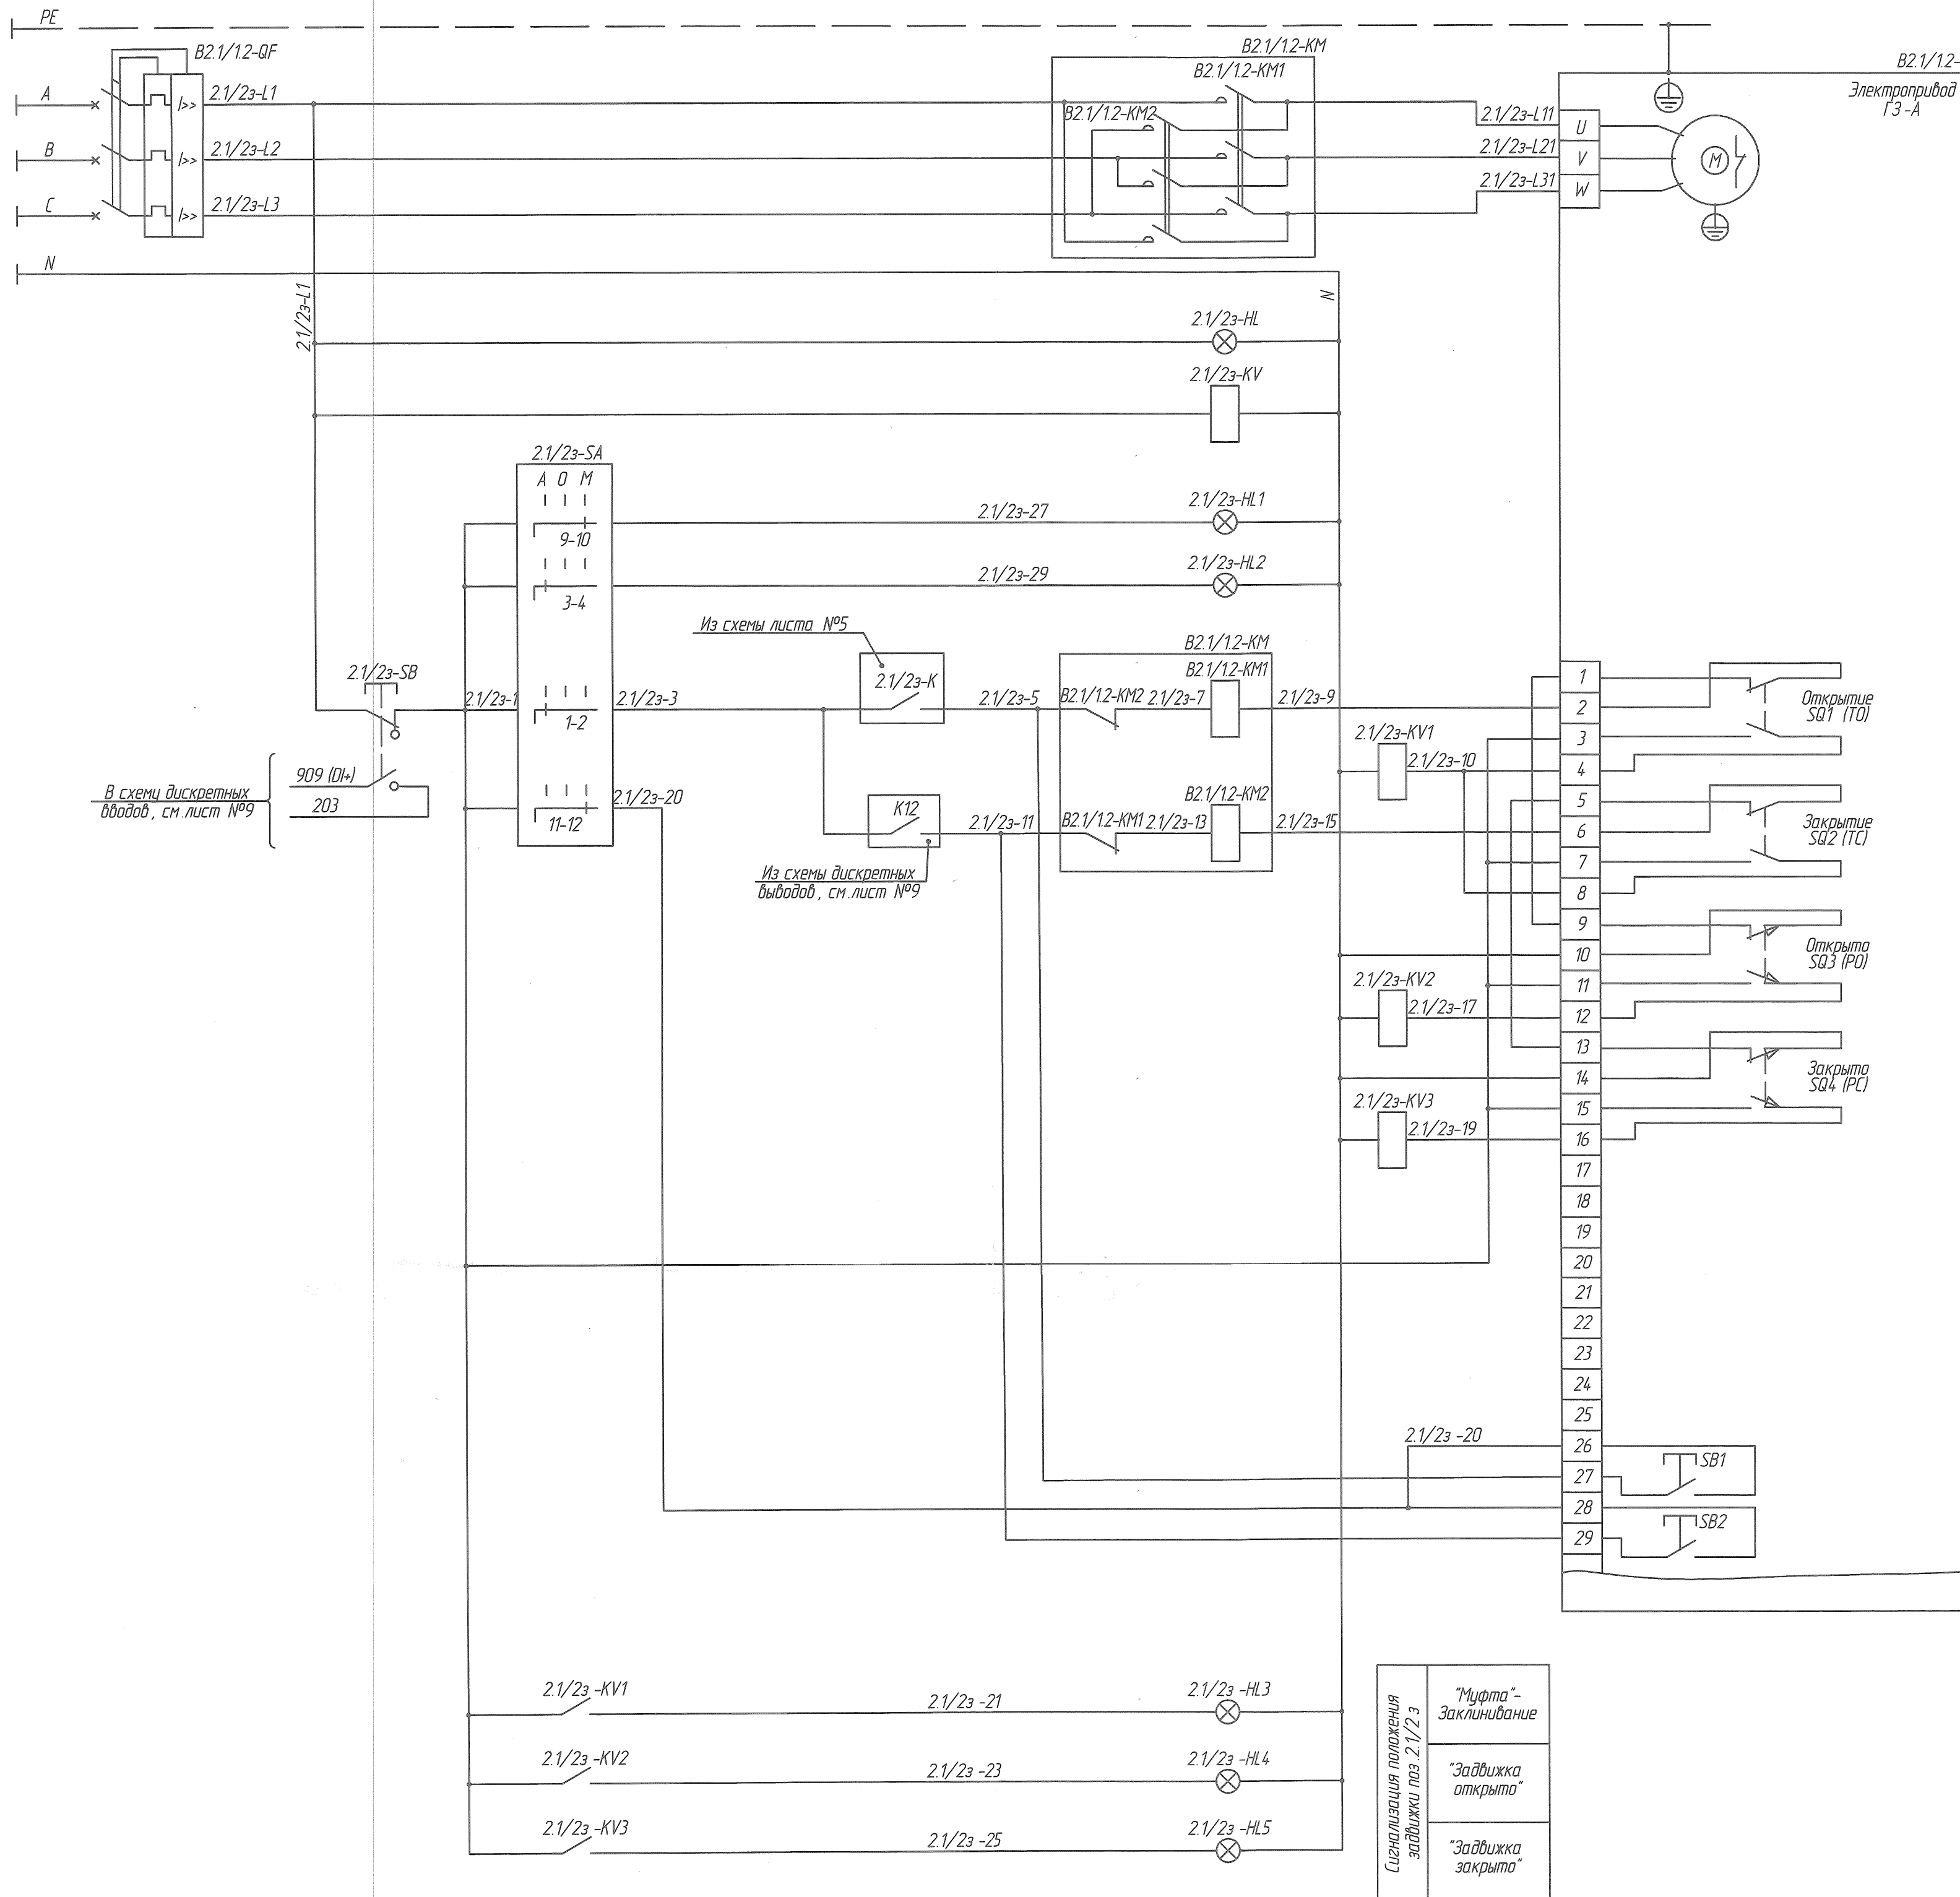 PE
B2.1/1.2-QF
B2.1/1.2-KM
B2.1/1.2-KM1
B2.1/1.2-
Электропривод
ГЗ-А
A
2.1/2з-L1
I>>
B2.1/1.2-KM2
2.1/2з-L11
U
B
2.1/2з-L2
I>>
2.1/2з-L21
V
M
C
2.1/2з-L3
I>>
2.1/2з-L31
W
N
2.1/2з-L1
N
2.1/2з-HL
2.1/2з-KV
2.1/2з-SA
A O M
9-10
2.1/2з-27
2.1/2з-HL1
3-4
2.1/2з-29
2.1/2з-HL2
Из схемы листа №5
B2.1/1.2-KM
2.1/2з-SB
2.1/2з-1
1-2
2.1/2з-3
2.1/2з-K
2.1/2з-5
B2.1/1.2-KM2
2.1/2з-7
B2.1/1.2-KM1
2.1/2з-9
2.1/2з-KV1
2.1/2з-10
909 (DI+)
203
В схему дискретных
вводов, см.лист №9
11-12
2.1/2з-20
K12
2.1/2з-11
B2.1/1.2-KM1
2.1/2з-13
B2.1/1.2-KM2
2.1/2з-15
Из схемы дискретных
выводов, см.лист №9
2.1/2з-KV2
2.1/2з-17
2.1/2з-KV3
2.1/2з-19
1
2
3
4
5
6
7
8
9
10
11
12
13
14
15
16
17
18
19
20
21
22
23
24
25
26
27
28
29
Открытие
SQ1 (TO)
Закрытие
SQ2 (TC)
Открыто
SQ3 (PO)
Закрыто
SQ4 (PC)
2.1/2з -20
SB1
SB2
2.1/2з -KV1
2.1/2з -21
2.1/2з -HL3
2.1/2з -KV2
2.1/2з -23
2.1/2з -HL4
2.1/2з -KV3
2.1/2з -25
2.1/2з -HL5
Сигнализация положения
задвижки поз.2.1/2 з
"Муфта"-
Заклинивание
"Задвижка
открыто"
"Задвижка
закрыто"